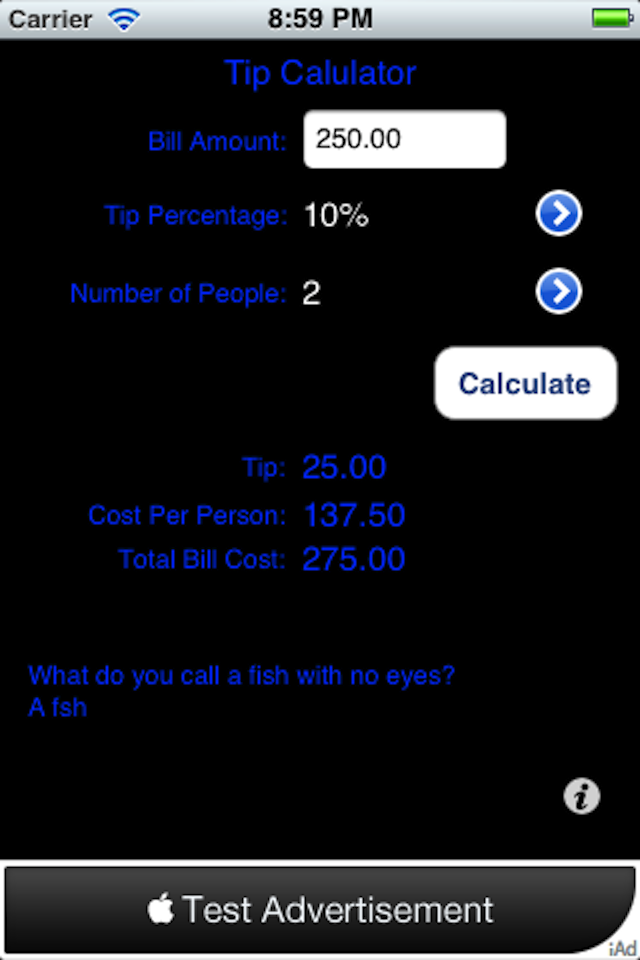 Carrier 8:59 PM
Tip Calulator
Bill Amount: 250.00
Tip Percentage: 10%
Number of People: 2
Calculate
Tip: 25.00
Cost Per Person: 137.50
Total Bill Cost: 275.00
What do you call a fish with no eyes?
A fsh
i
Test Advertisement
iAd